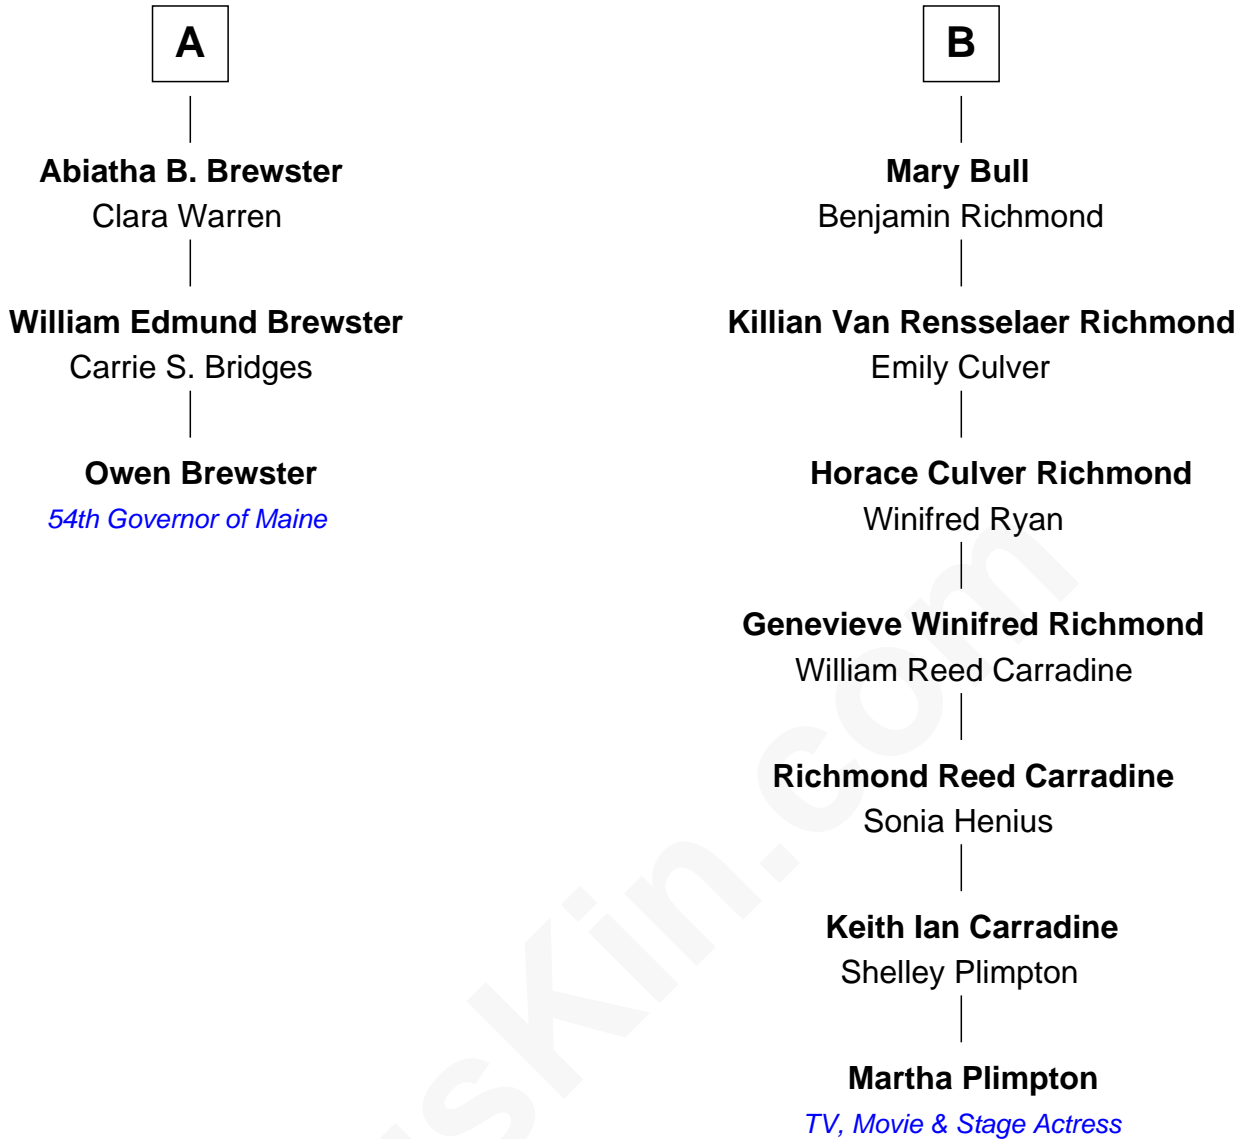 A
Abiatha B. Brewster
Clara Warren
William Edmund Brewster
Carrie S. Bridges
Owen Brewster
54th Governor of Maine
B
Mary Bull
Benjamin Richmond
Killian Van Rensselaer Richmond
Emily Culver
Horace Culver Richmond
Winifred Ryan
Genevieve Winifred Richmond
William Reed Carradine
Richmond Reed Carradine
Sonia Henius
Keith Ian Carradine
Shelley Plimpton
Martha Plimpton
TV, Movie & Stage Actress
sKin.com